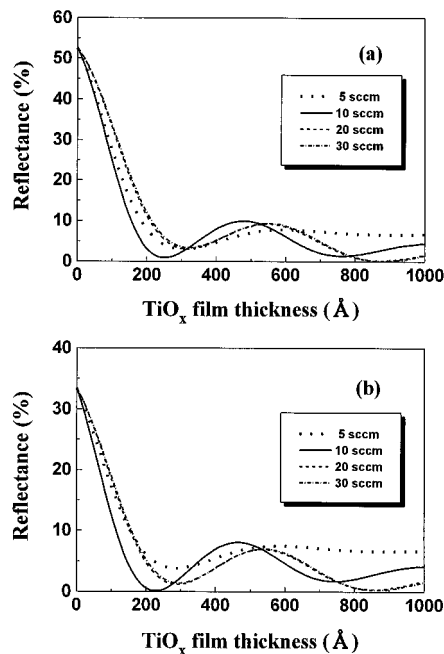 (a)
Reflectance (%)
60
50
40
30
20
10
0
5 sccm
10 sccm
20 sccm
30 sccm
0 200 400 600 800 1000
TiOx film thickness (Å)
(b)
Reflectance (%)
40
30
20
10
0
5 sccm
10 sccm
20 sccm
30 sccm
0 200 400 600 800 1000
TiOx film thickness (Å)